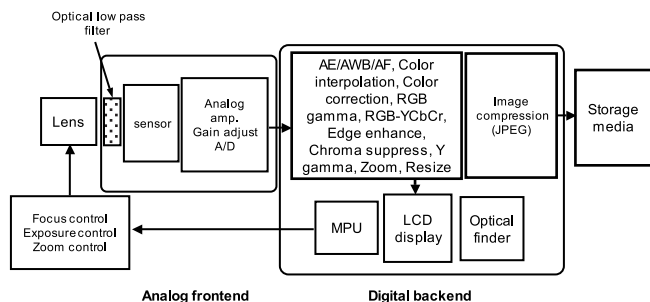 Optical low pass
filter
Lens
sensor
Analog
amp.
Gain adjust
A/D
AE/AWB/AF, Color
interpolation, Color
correction, RGB
gamma, RGB-YCbCr,
Edge enhance,
Chroma suppress, Y
gamma, Zoom, Resize
Image
compression
(JPEG)
Storage
media
Focus control
Exposure control
Zoom control
MPU
LCD
display
Optical
finder
Analog frontend
Digital backend